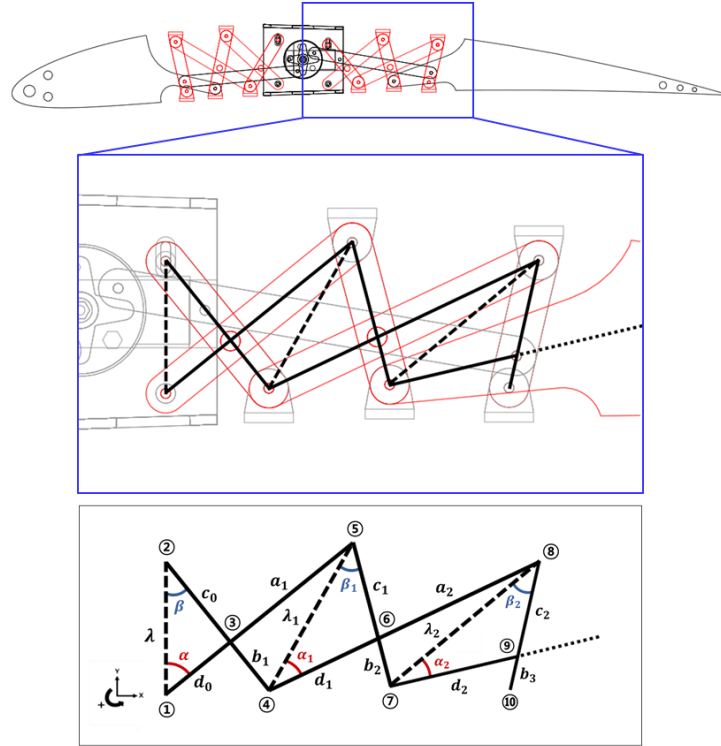 ⑤
② ⑧
a₁ β₁ a₂
c₀ c₁ β₂
β λ₁ c₂
③ ⑥ λ₂
λ ⑨
α b₁ α₁ b₂ α₂
Y d₀ d₁ d₂ b₃
+ X ① ④ ⑦ ⑩